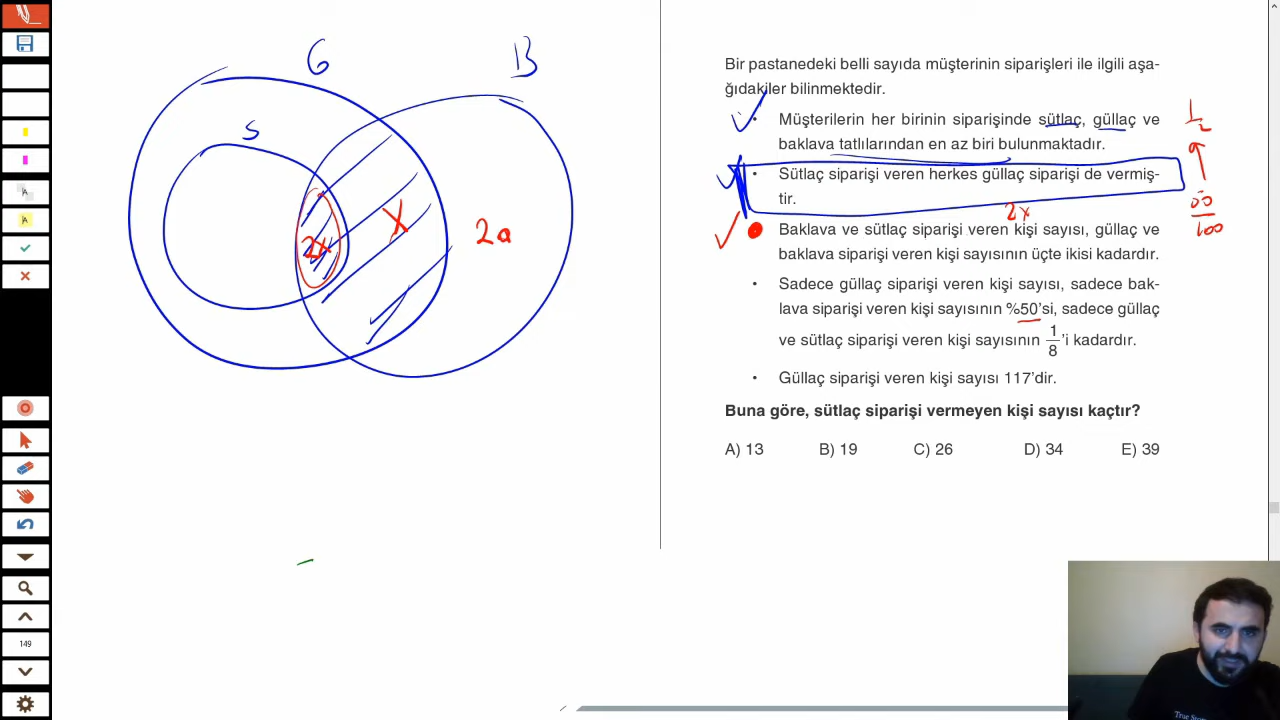 G
B
S
2x
X
2a
Bir pastanedeki belli sayıda müşterinin siparişleri ile ilgili aşa-
ğıdakiler bilinmektedir.
• Müşterilerin her birinin siparişinde sütlaç, güllaç ve
baklava tatlılarından en az biri bulunmaktadır.
• Sütlaç siparişi veren herkes güllaç siparişi de vermiş-
tir.
2x
Baklava ve sütlaç siparişi veren kişi sayısı, güllaç ve
baklava siparişi veren kişi sayısının üçte ikisi kadardır.
• Sadece güllaç siparişi veren kişi sayısı, sadece bak-
lava siparişi veren kişi sayısının %50'si, sadece güllaç
ve sütlaç siparişi veren kişi sayısının 1/8'i kadardır.
• Güllaç siparişi veren kişi sayısı 117'dir.
Buna göre, sütlaç siparişi vermeyen kişi sayısı kaçtır?
A) 13 B) 19 C) 26 D) 34 E) 39
1/2
50/100
A
A
149